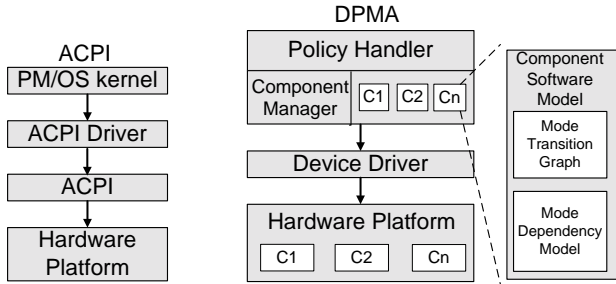 ACPI
PM/OS kernel
ACPI Driver
ACPI
Hardware
Platform
DPMA
Policy Handler
Component
Manager
C1
C2
Cn
Device Driver
Hardware Platform
C1
C2
Cn
Component
Software
Model
Mode
Transition
Graph
Mode
Dependency
Model